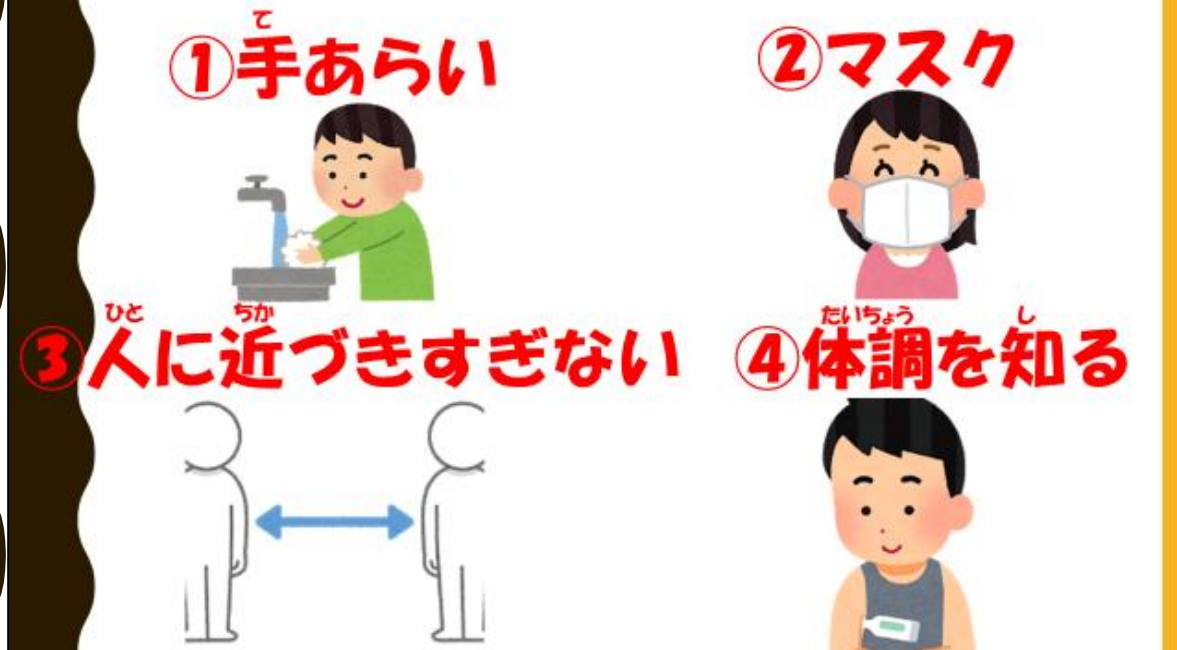 て
①手あらい
②マスク
ひと ちか
③人に近づきすぎない
たいちょう し
④体調を知る